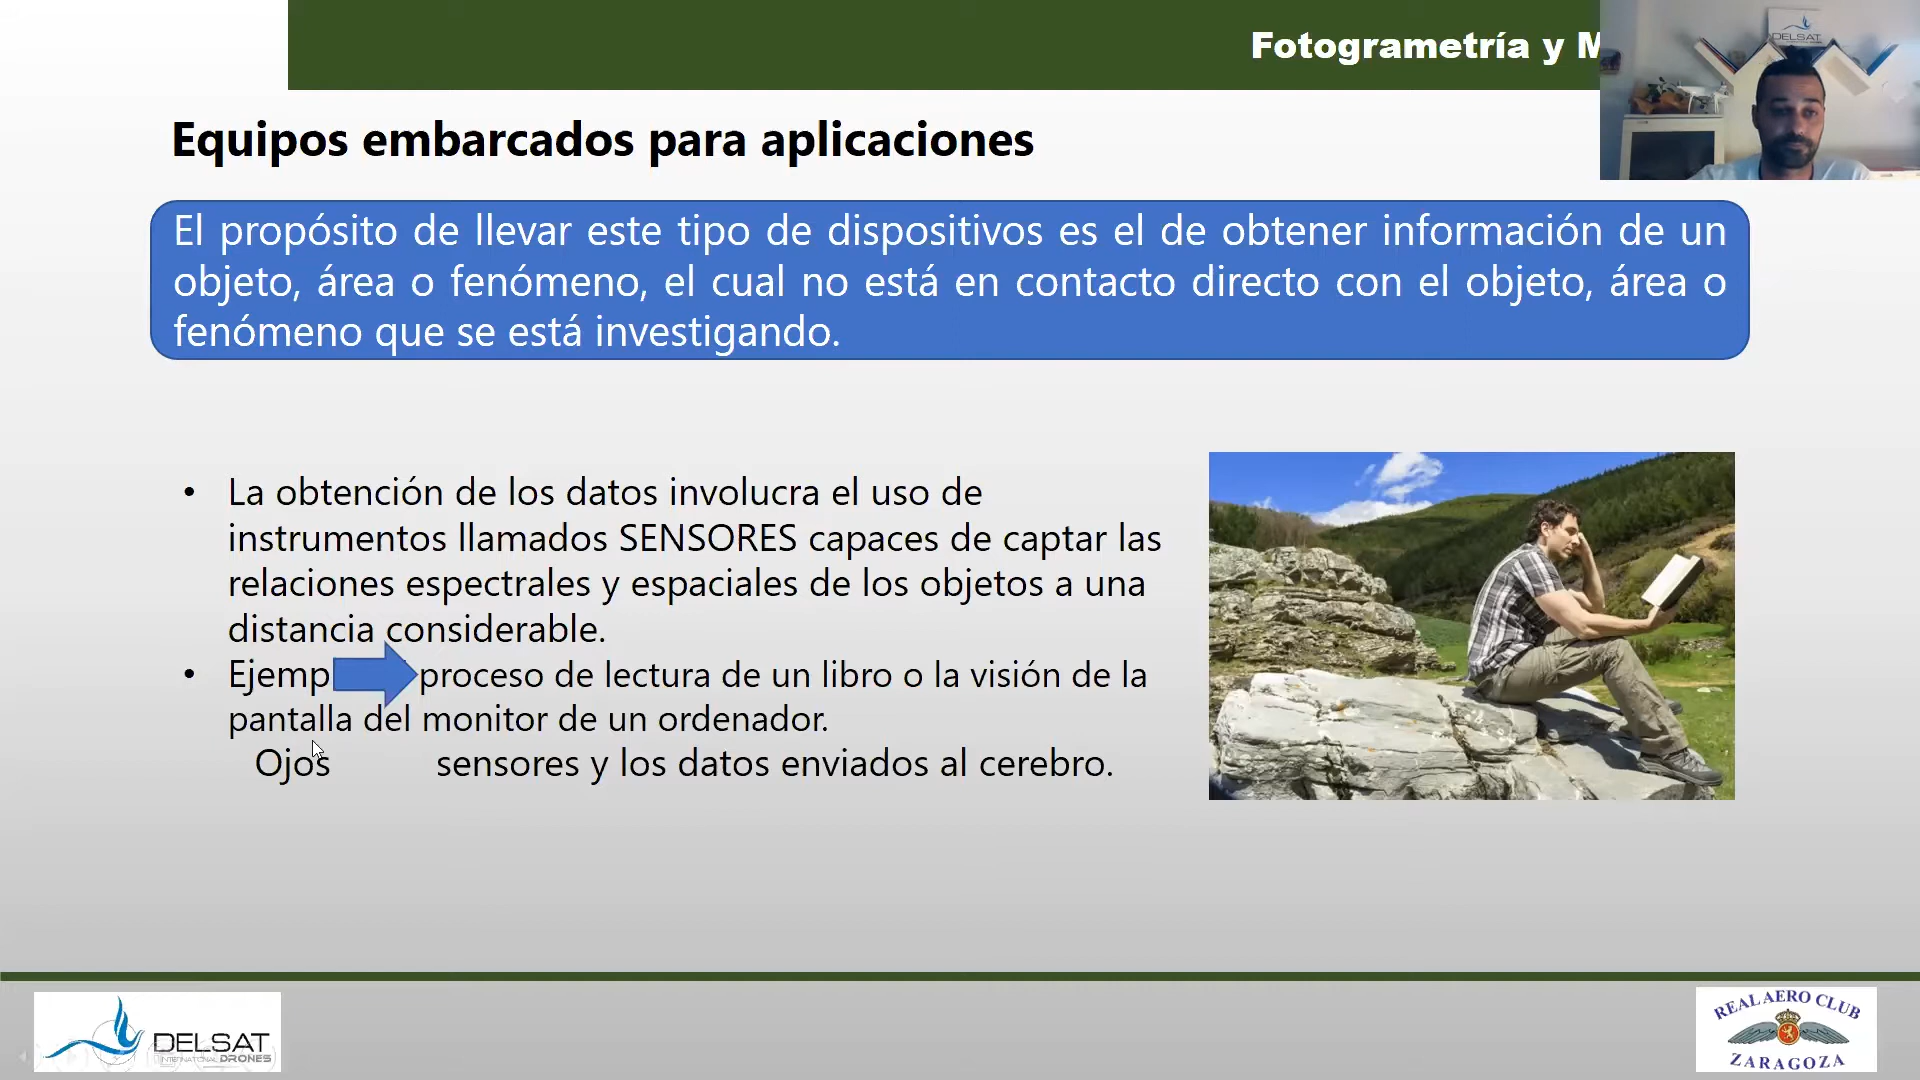 Fotogrametría y
DELSAT
Equipos embarcados para aplicaciones
El propósito de llevar este tipo de dispositivos es el de obtener información de un
objeto, área o fenómeno, el cual no está en contacto directo con el objeto, área o
fenómeno que se está investigando.
• La obtención de los datos involucra el uso de
instrumentos llamados SENSORES capaces de captar las
relaciones espectrales y espaciales de los objetos a una
distancia considerable.
• Ejemp proceso de lectura de un libro o la visión de la
pantalla del monitor de un ordenador.
Ojos sensores y los datos enviados al cerebro.
DELSAT
INTERNATIONAL DRONES
REAL AERO CLUB
ZARAGOZA